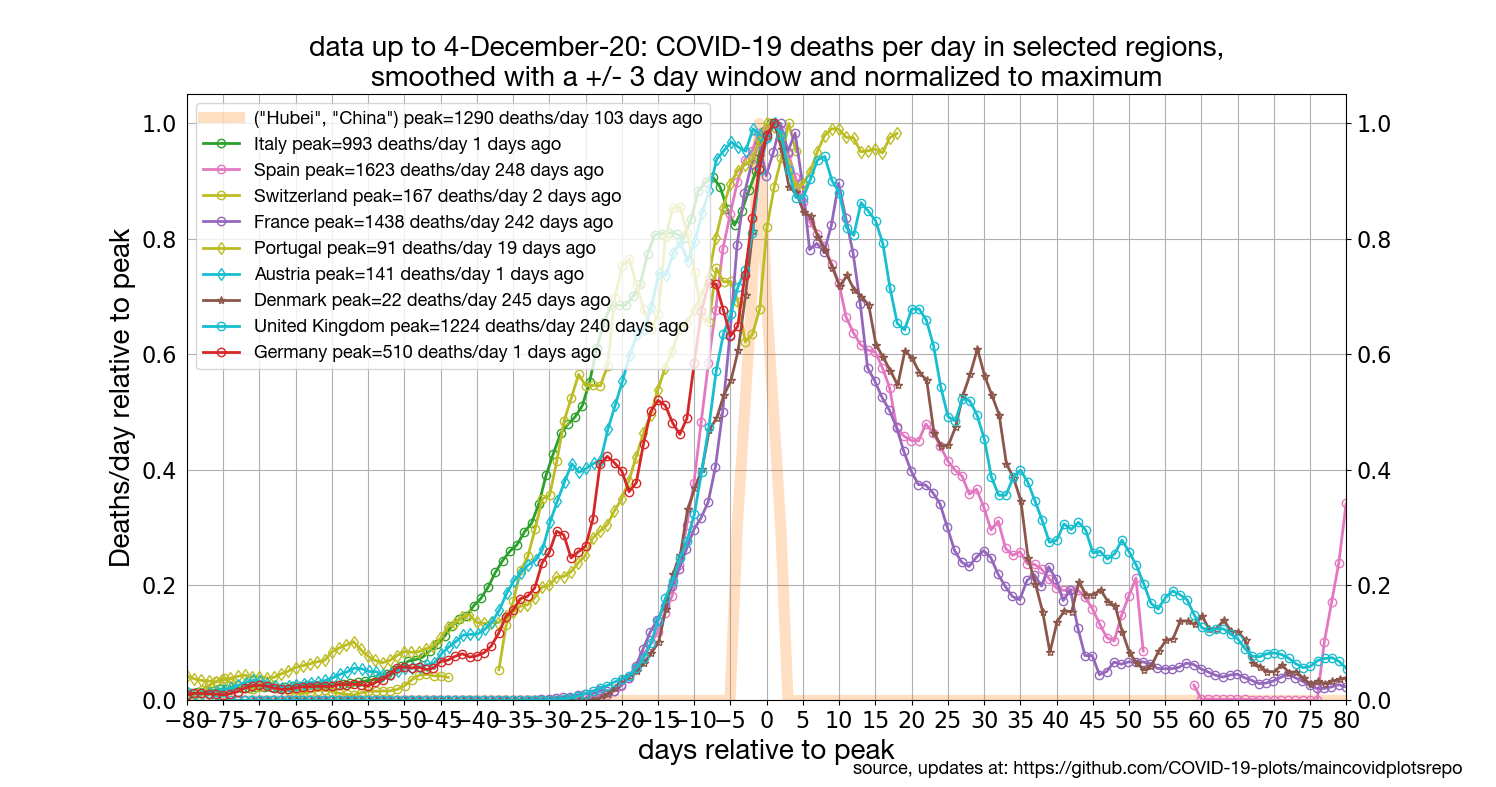 data up to 4-December-20: COVID-19 deaths per day in selected regions,
smoothed with a +/- 3 day window and normalized to maximum
("Hubei", "China") peak=1290 deaths/day 103 days ago
Italy peak=993 deaths/day 1 days ago
Spain peak=1623 deaths/day 248 days ago
Switzerland peak=167 deaths/day 2 days ago
France peak=1438 deaths/day 242 days ago
Portugal peak=91 deaths/day 19 days ago
Austria peak=141 deaths/day 1 days ago
Denmark peak=22 deaths/day 245 days ago
United Kingdom peak=1224 deaths/day 240 days ago
Germany peak=510 deaths/day 1 days ago
Deaths/day relative to peak
1.0
0.8
0.6
0.4
0.2
0.0
1.0
0.8
0.6
0.4
0.2
0.0
−80 −75 −70 −65 −60 −55 −50 −45 −40 −35 −30 −25 −20 −15 −10 −5 0 5 10 15 20 25 30 35 40 45 50 55 60 65 70 75 80
days relative to peak
source, updates at: https://github.com/COVID-19-plots/maincovidplotsrepo